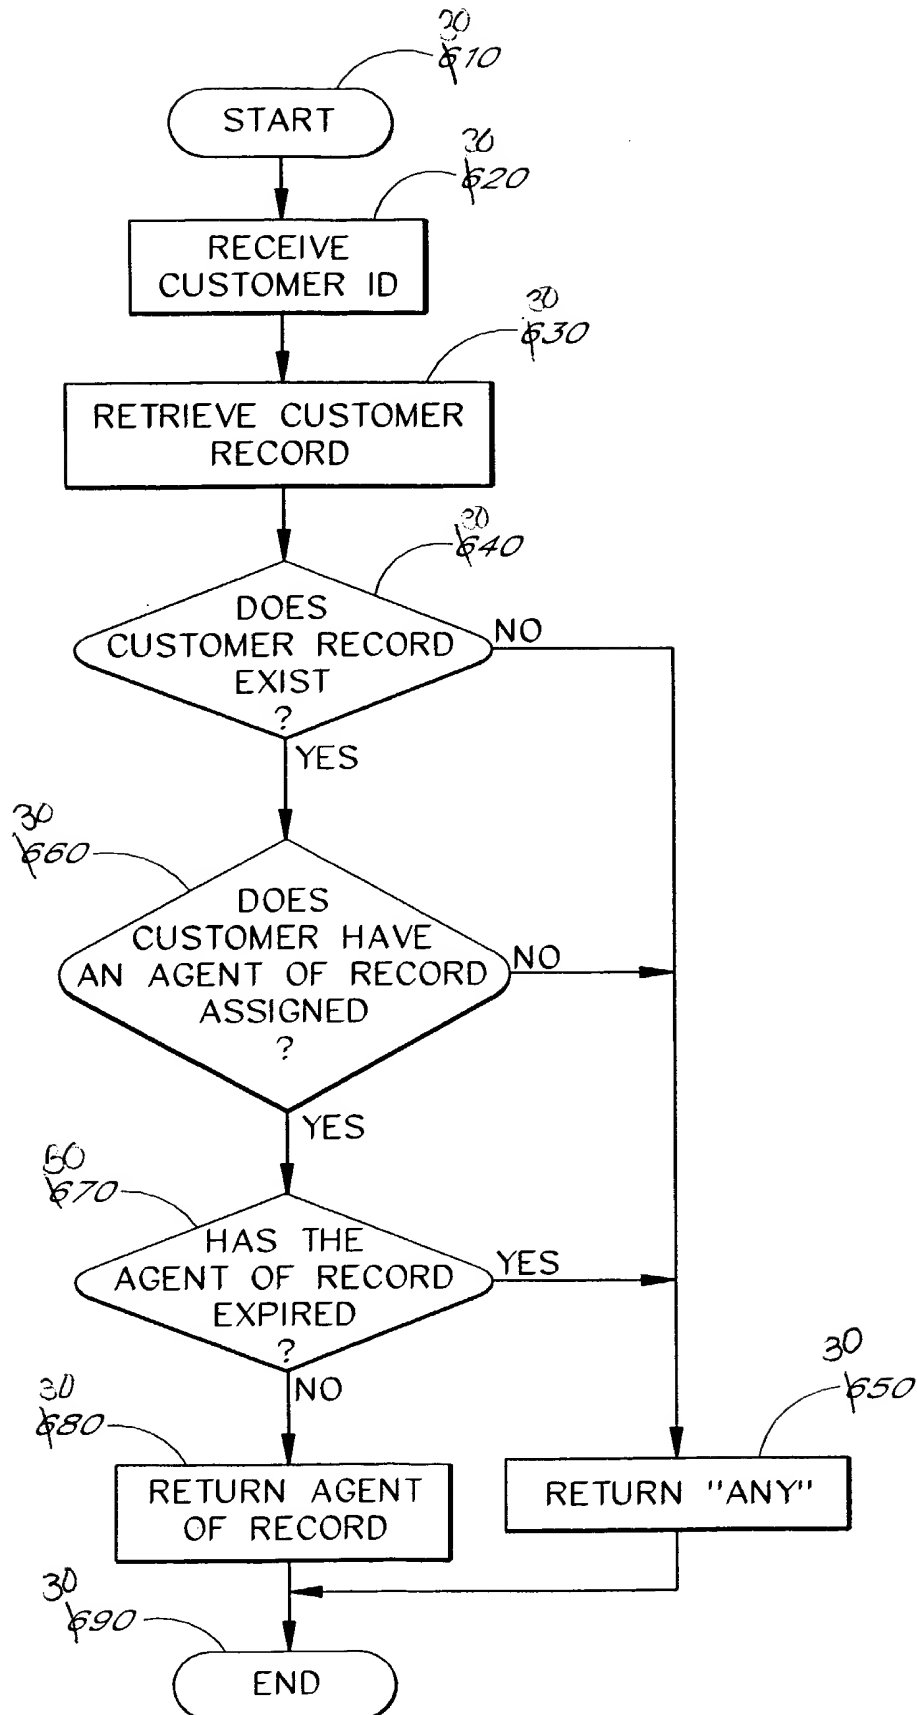 30
610
START
30
620
RECEIVE
CUSTOMER ID
30
630
RETRIEVE CUSTOMER
RECORD
30
640
DOES
CUSTOMER RECORD
EXIST
?
NO
YES
30
660
DOES
CUSTOMER HAVE
AN AGENT OF RECORD
ASSIGNED
?
NO
YES
30
670
HAS THE
AGENT OF RECORD
EXPIRED
?
YES
NO
30
650
30
680
RETURN AGENT
OF RECORD
RETURN "ANY"
30
690
END